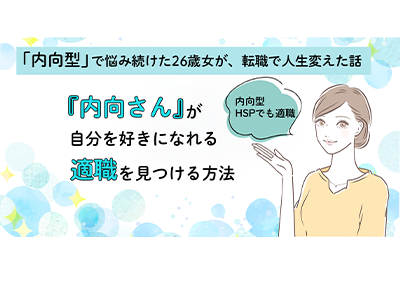 「内向型」で悩み続けた26歳女が、転職で人生変えた話
『内向さん』が
自分を好きになれる
適職を見つける方法
内向型
HSPでも適職